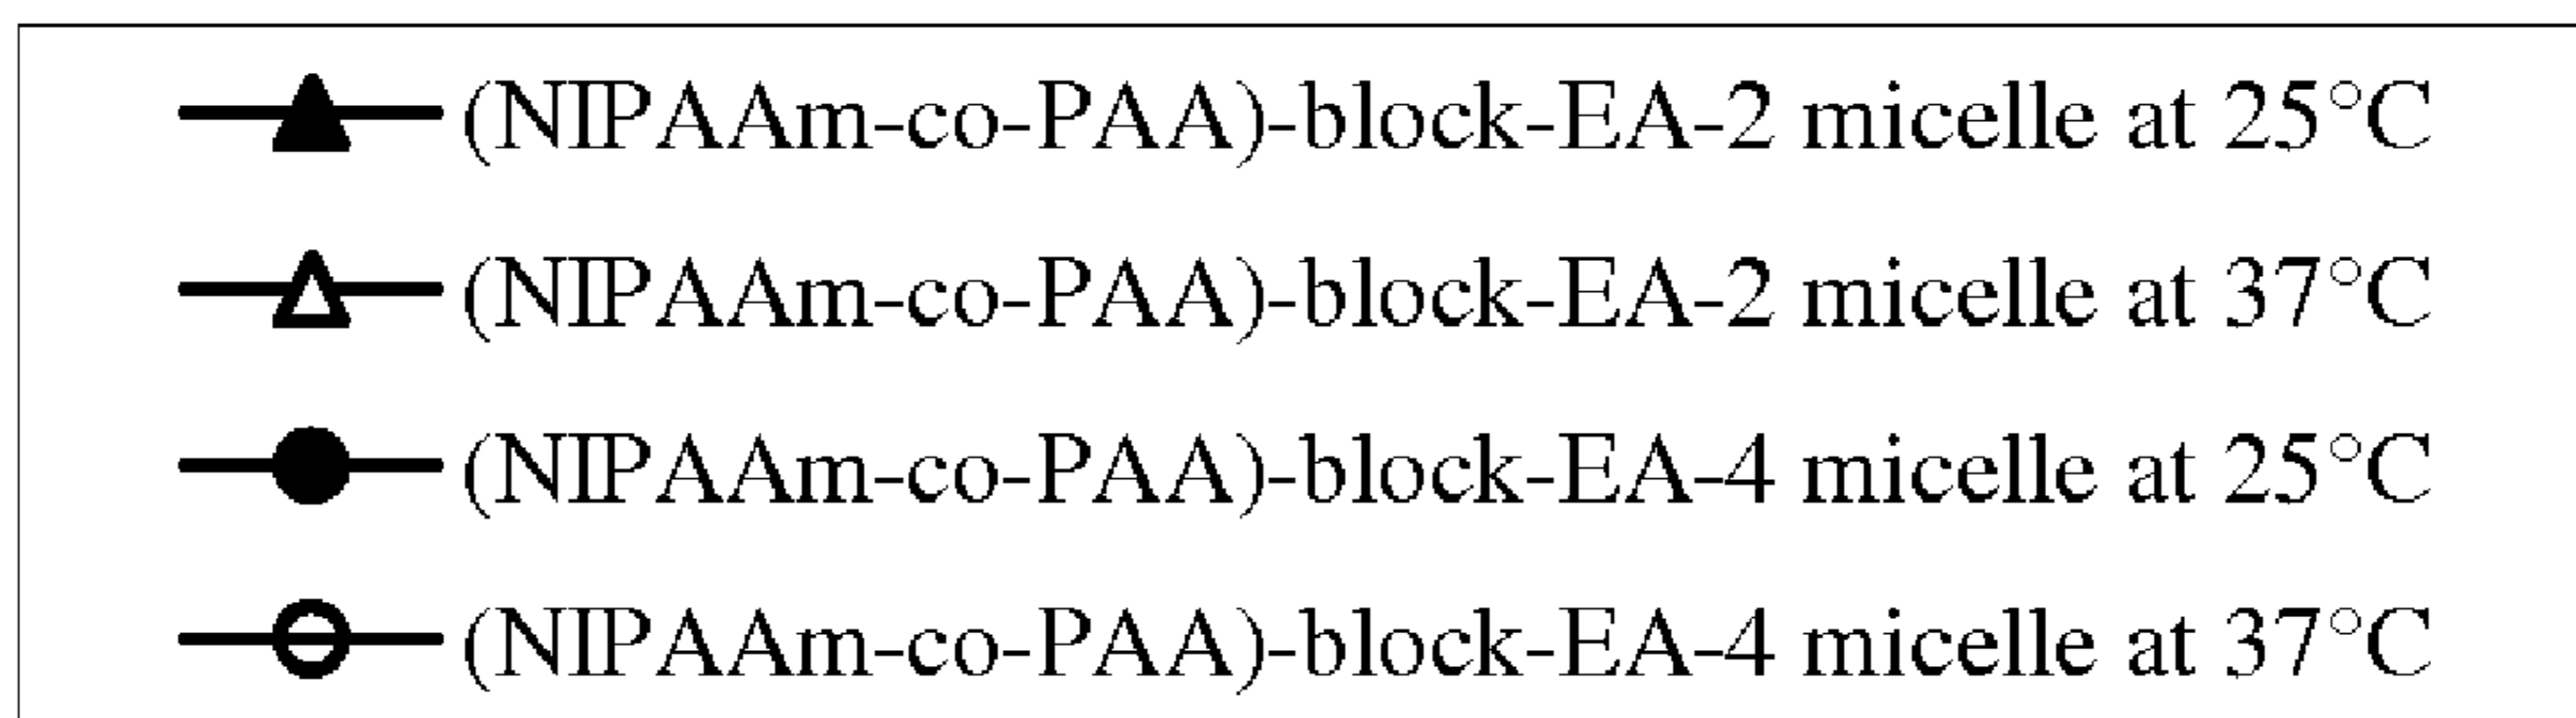 (NIPAAm-co-PAA)-block-EA-2 micelle at 25°C
(NIPAAm-co-PAA)-block-EA-2 micelle at 37°C
(NIPAAm-co-PAA)-block-EA-4 micelle at 25°C
(NIPAAm-co-PAA)-block-EA-4 micelle at 37°C